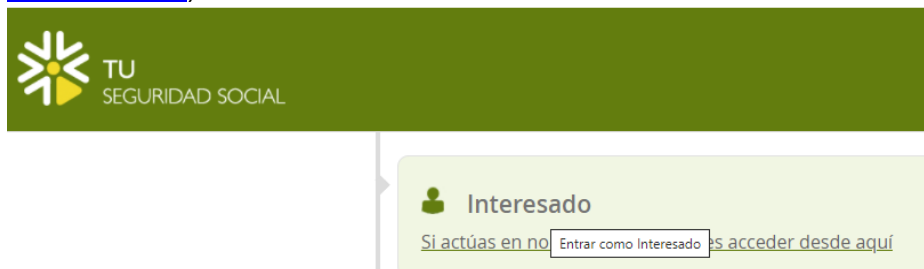 TU
SEGURIDAD SOCIAL
Interesado
Si actúas en no Entrar como Interesado es acceder desde aquí